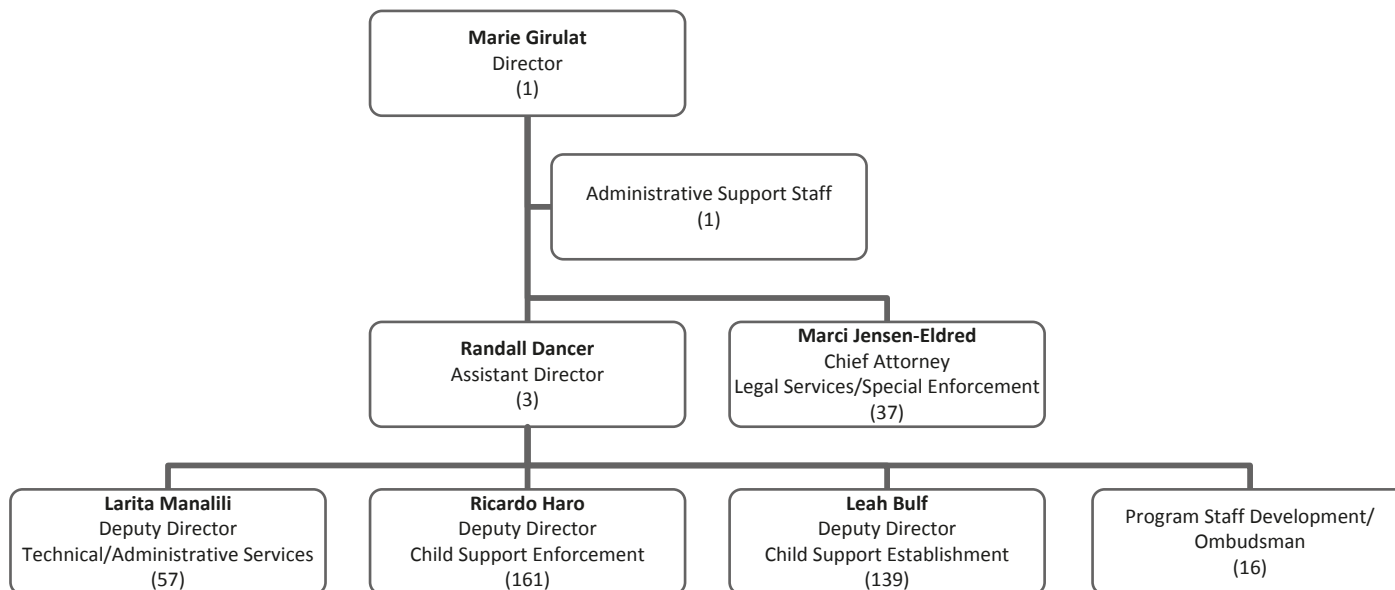 Marie Girulat
Director
(1)
Administrative Support Staff
(1)
Randall Dancer
Assistant Director
(3)
Marci Jensen-Eldred
Chief Attorney
Legal Services/Special Enforcement
(37)
Larita Manalili
Deputy Director
Technical/Administrative Services
(57)
Ricardo Haro
Deputy Director
Child Support Enforcement
(161)
Leah Bulf
Deputy Director
Child Support Establishment
(139)
Program Staff Development/
Ombudsman
(16)